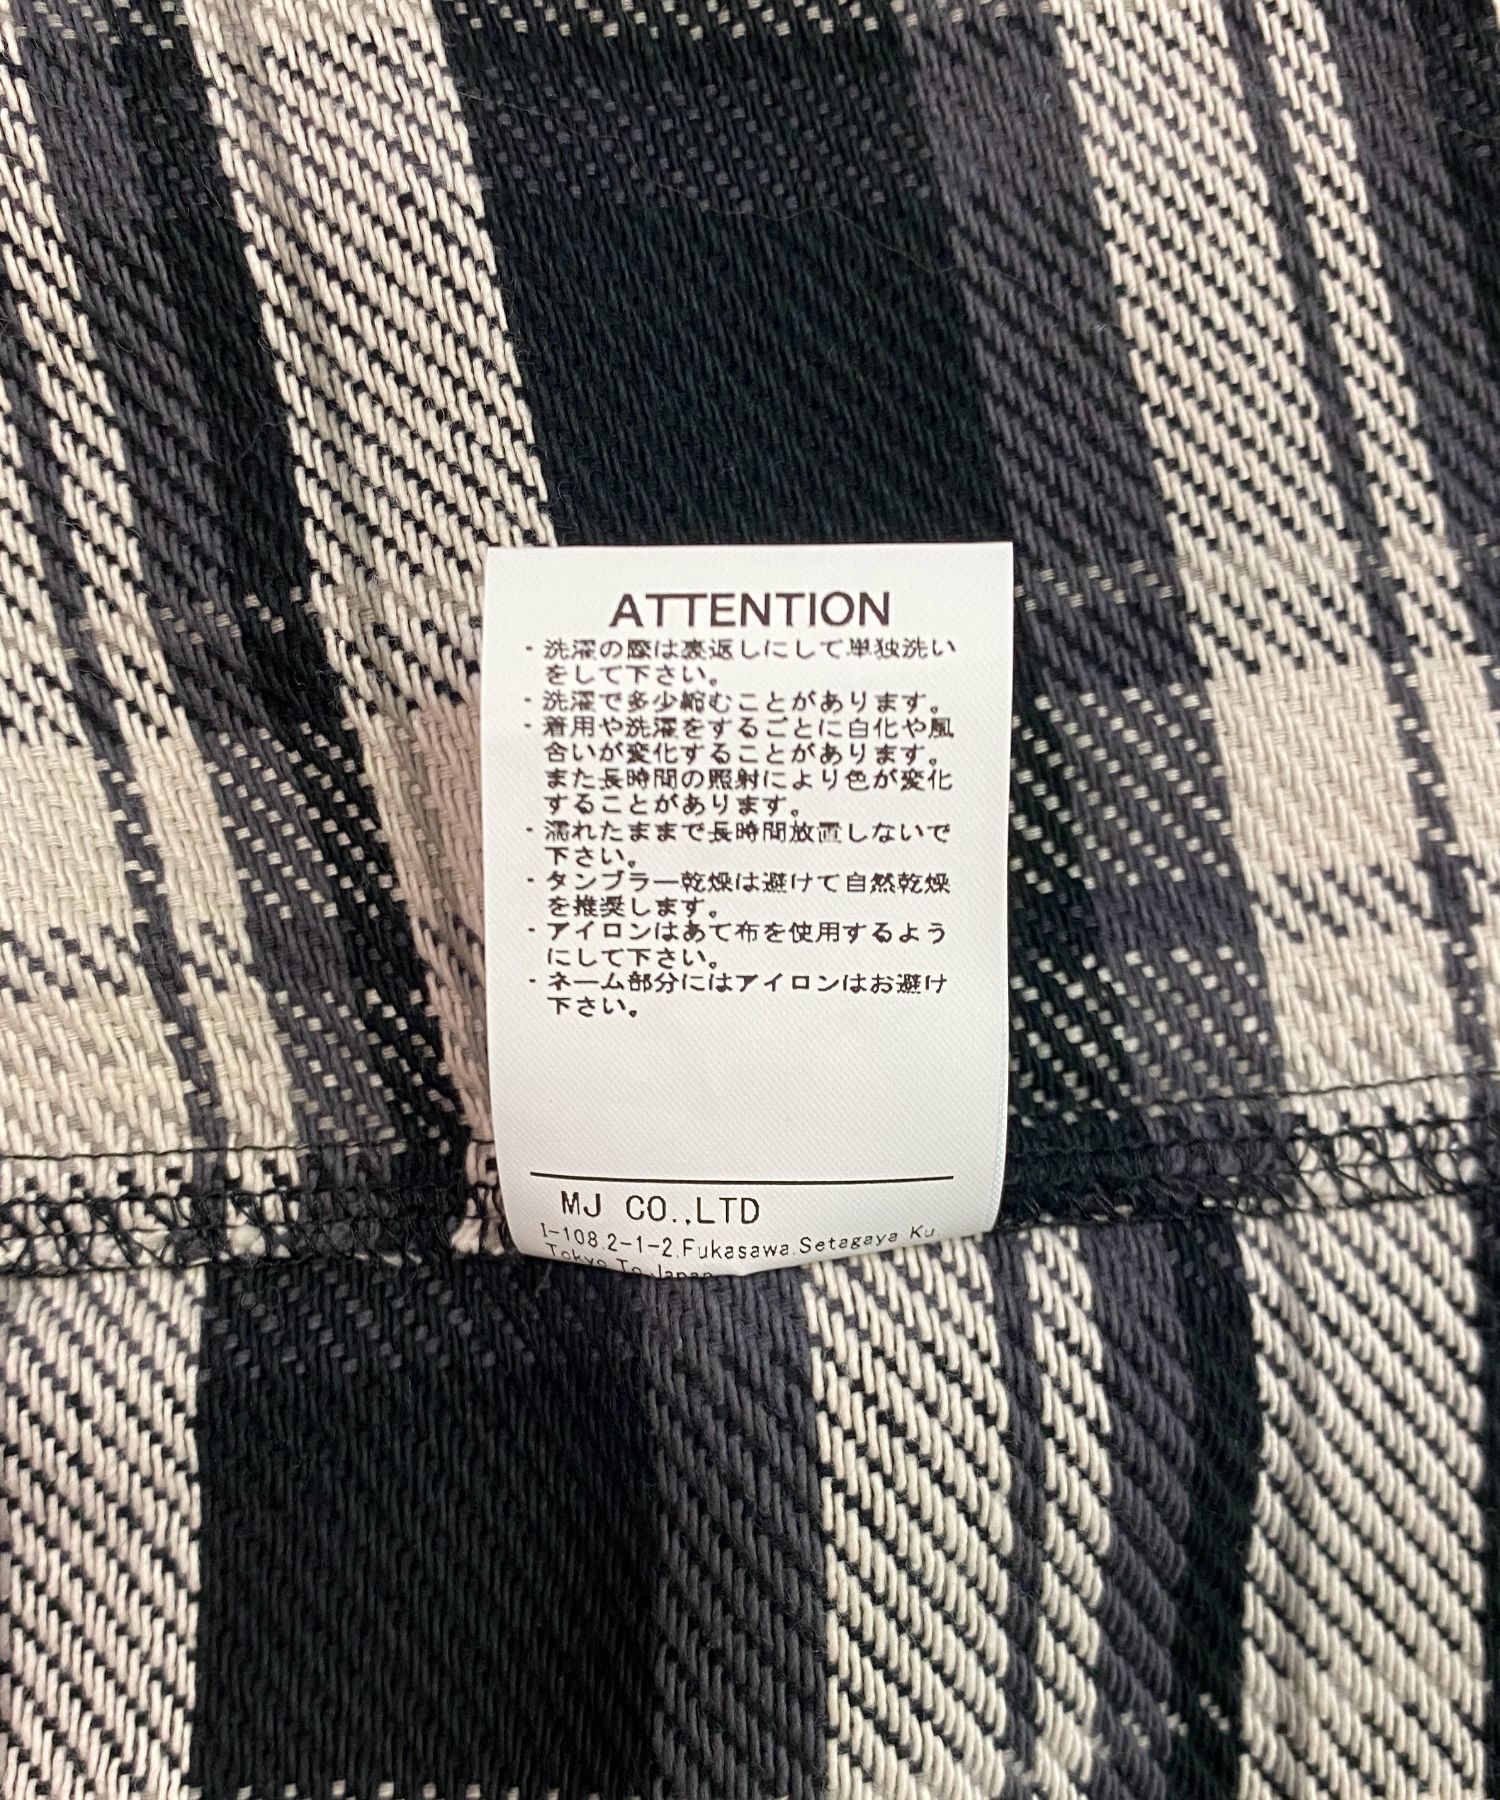 ATTENTION
・洗濯の際は裏返しにして単独洗い
をして下さい。
・洗濯で多少縮むことがあります。
・着用や洗濯をするごとに白化や風
合いが変化することがあります。
また長時間の照射により色が変化
することがあります。
・濡れたままで長時間放置しないで
下さい。
・タンブラー乾燥は避けて自然乾燥
を推奨します。
・アイロンはあて布を使用するよう
にして下さい。
・ネーム部分にはアイロンはお避け
下さい。
MJ CO.,LTD
I-108,2-1-2,Fukasawa,Setagaya Ku
Tokyo To Japan